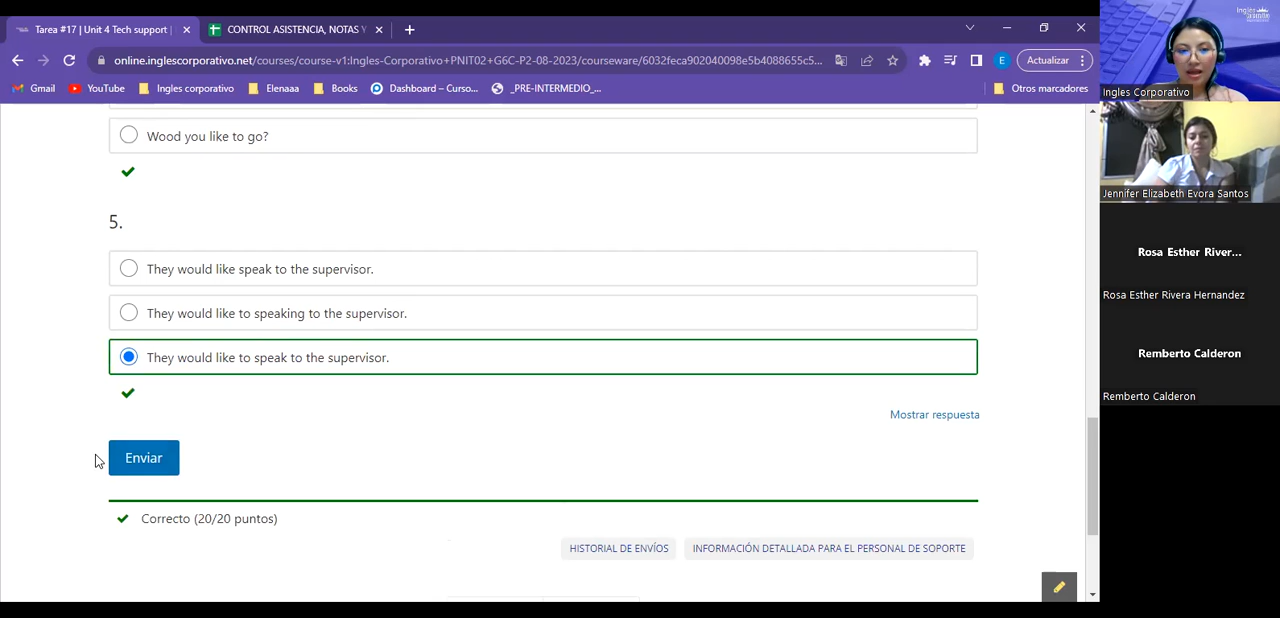 Tarea #17 | Unit 4 Tech support |
CONTROL ASISTENCIA, NOTAS Y
online.inglescorporativo.net/courses/course-v1:Ingles-Corporativo+PNIT02+G6C-P2-08-2023/courseware/6032feca902040098e5b4088655c5...
E
Actualizar
Gmail
YouTube
Ingles corporativo
Elenaaa
Books
Dashboard – Curso...
_PRE-INTERMEDIO_...
Otros marcadores
Wood you like to go?
5.
They would like speak to the supervisor.
They would like to speaking to the supervisor.
They would like to speak to the supervisor.
Mostrar respuesta
Enviar
Correcto (20/20 puntos)
HISTORIAL DE ENVÍOS
INFORMACIÓN DETALLADA PARA EL PERSONAL DE SOPORTE
Ingles
Ingles Corporativo
Jennifer Elizabeth Evora Santos
Rosa Esther River...
Rosa Esther Rivera Hernandez
Remberto Calderon
Remberto Calderon